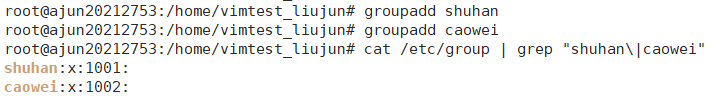 root@ajun20212753:/home/vimtest_liujun# groupadd shuhan
root@ajun20212753:/home/vimtest_liujun# groupadd caowei
root@ajun20212753:/home/vimtest_liujun# cat /etc/group | grep "shuhan\|caowei"
shuhan:x:1001:
caowei:x:1002: